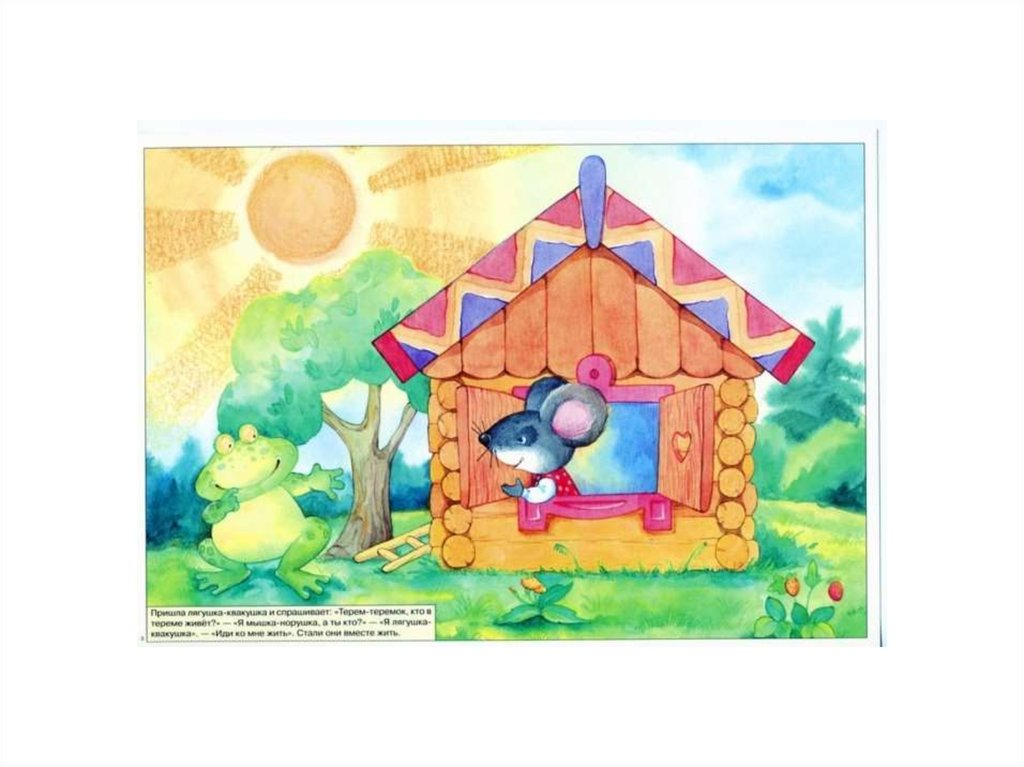 Пришла лягушка-квакушка и спрашивает: «Терем-теремок, кто в
тереме живёт?» — «Я мышка-норушка, а ты кто?» — «Я лягушка-
квакушка». — «Иди ко мне жить». Стали они вместе жить.